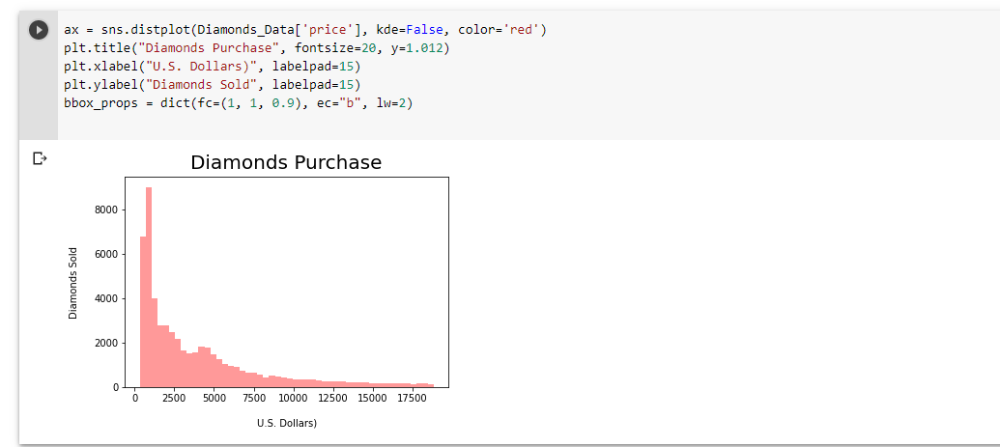 ax = sns.distplot(Diamonds_Data['price'], kde=False, color='red')
plt.title("Diamonds Purchase", fontsize=20, y=1.012)
plt.xlabel("U.S. Dollars)", labelpad=15)
plt.ylabel("Diamonds Sold", labelpad=15)
bbox_props = dict(fc=(1, 1, 0.9), ec="b", lw=2)
Diamonds Purchase
8000
6000
4000
2000
0
Diamonds Sold
0 2500 5000 7500 10000 12500 15000 17500
U.S. Dollars)